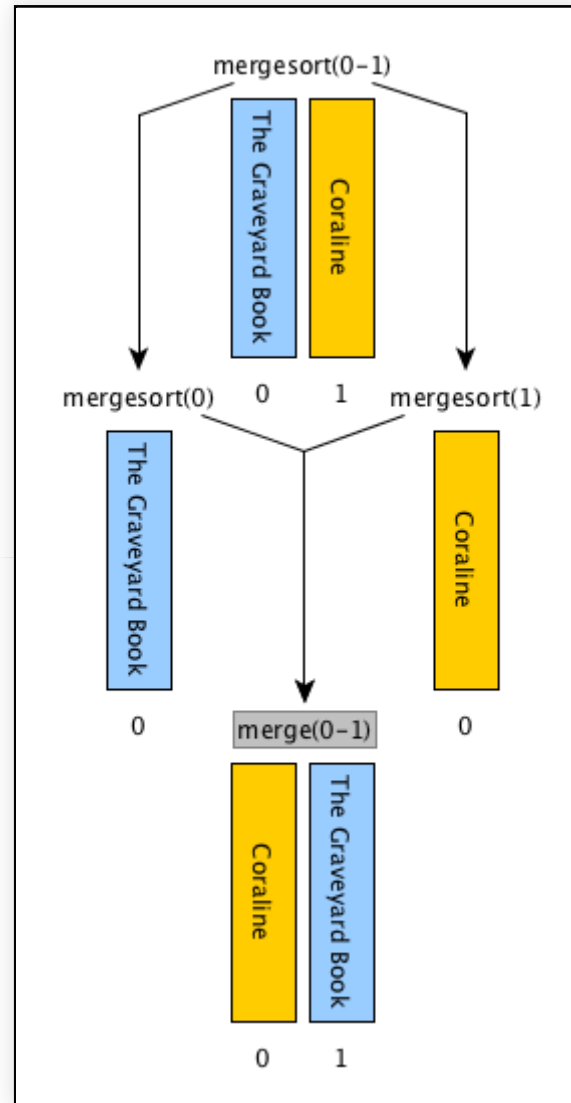 mergesort(0-1)
The Graveyard Book
Coraline
0 1
mergesort(0)
mergesort(1)
The Graveyard Book
Coraline
0
0
merge(0-1)
Coraline
The Graveyard Book
0 1